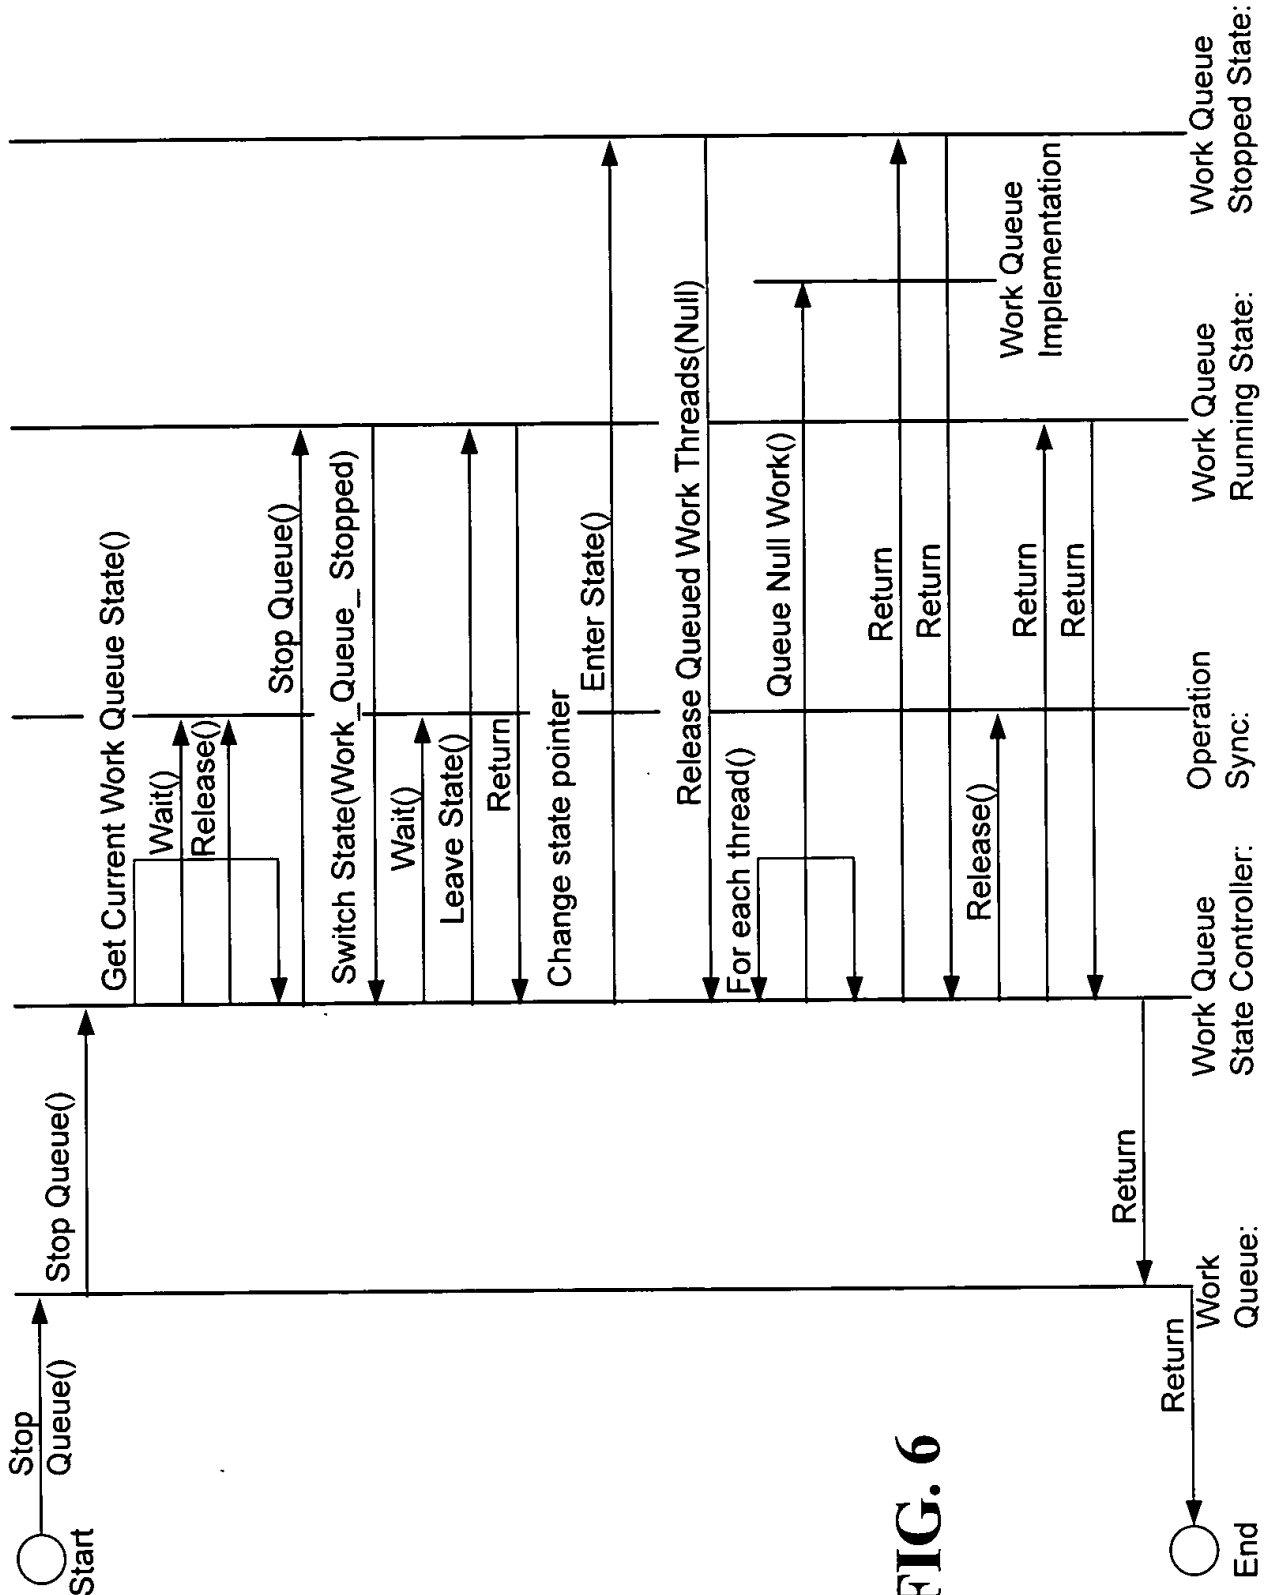 Start
Stop
Queue()
Stop Queue()
Get Current Work Queue State()
Wait()
Release()
Stop Queue()
Switch State(Work_Queue_ Stopped)
Wait()
Leave State()
Return
Change state pointer
Enter State()
Release Queued Work Threads(Null)
For each thread()
Queue Null Work()
Return
Return
Release()
Work Queue
Implementation
Return
Return
Return
Return
End
Work
Queue:
Work Queue
State Controller:
Operation
Sync:
Work Queue
Running State:
Work Queue
Stopped State:
FIG. 6